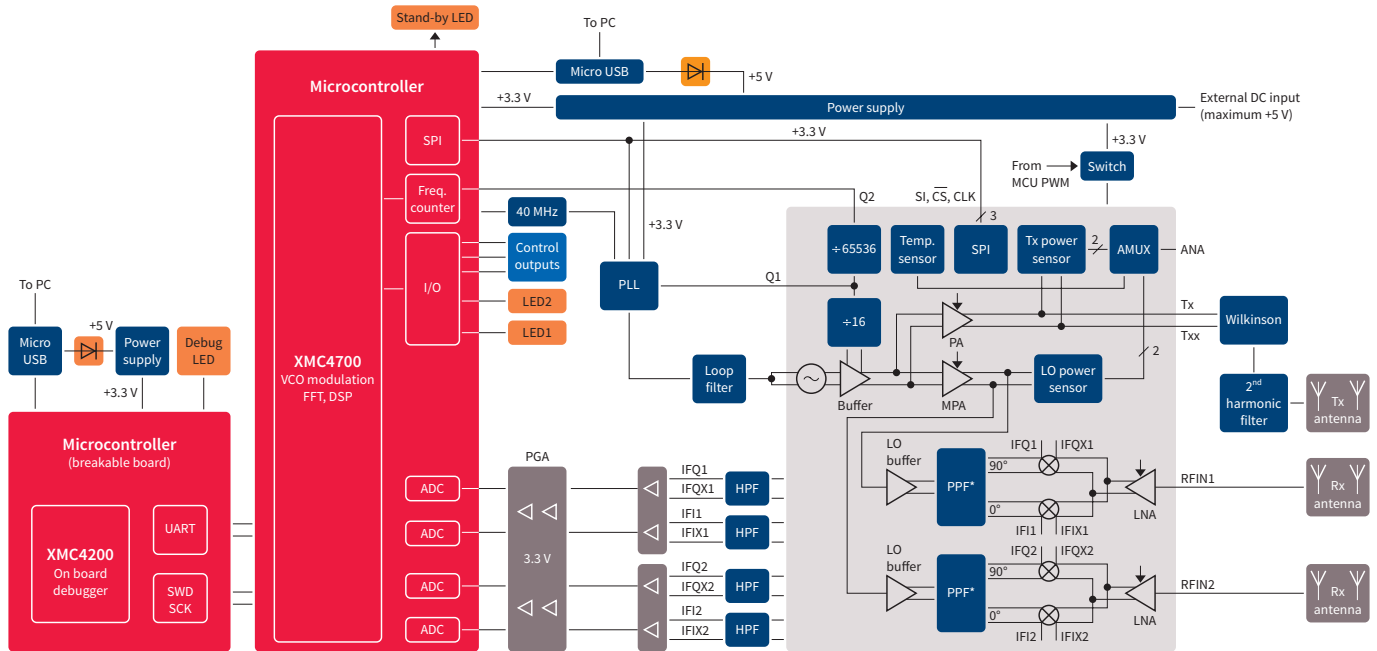 Stand-by LED
To PC
Microcontroller
Micro USB
+5 V
+3.3 V
Power supply
External DC input
(maximum +5 V)
SPI
+3.3 V
+3.3 V
From
MCU PWM
Switch
Freq.
counter
Q2
SI, CS, CLK
3
40 MHz
+3.3 V
Control
outputs
I/O
PLL
Q1
÷65536
Temp.
sensor
SPI
Tx power
sensor
2
AMUX
ANA
To PC
LED2
LED1
÷16
PA
Tx
Txx
Wilkinson
Micro
USB
+5 V
Power
supply
Debug
LED
+3.3 V
XMC4700
VCO modulation
FFT, DSP
Loop
filter
Buffer
MPA
LO power
sensor
2
2nd
harmonic
filter
Tx
antenna
Microcontroller
(breakable board)
XMC4200
On board
debugger
UART
SWD
SCK
ADC
ADC
ADC
ADC
PGA
3.3 V
IFQ1
IFQX1
HPF
IFI1
IFIX1
HPF
IFQ2
IFQX2
HPF
IFI2
IFIX2
HPF
LO
buffer
PPF*
90°
0°
IFQ1
IFQX1
IFI1
IFIX1
LNA
RFIN1
Rx
antenna
LO
buffer
PPF*
90°
0°
IFQ2
IFQX2
IFI2
IFIX2
LNA
RFIN2
Rx
antenna